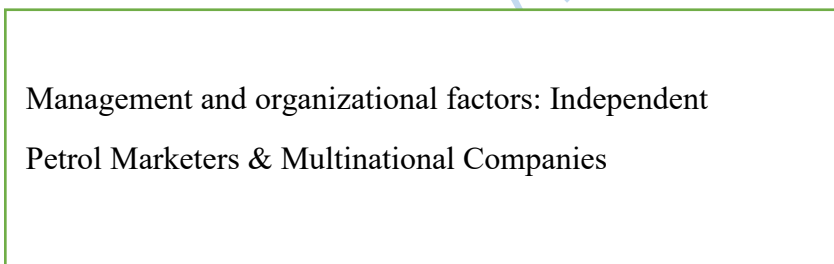 Management and organizational factors: Independent
Petrol Marketers & Multinational Companies